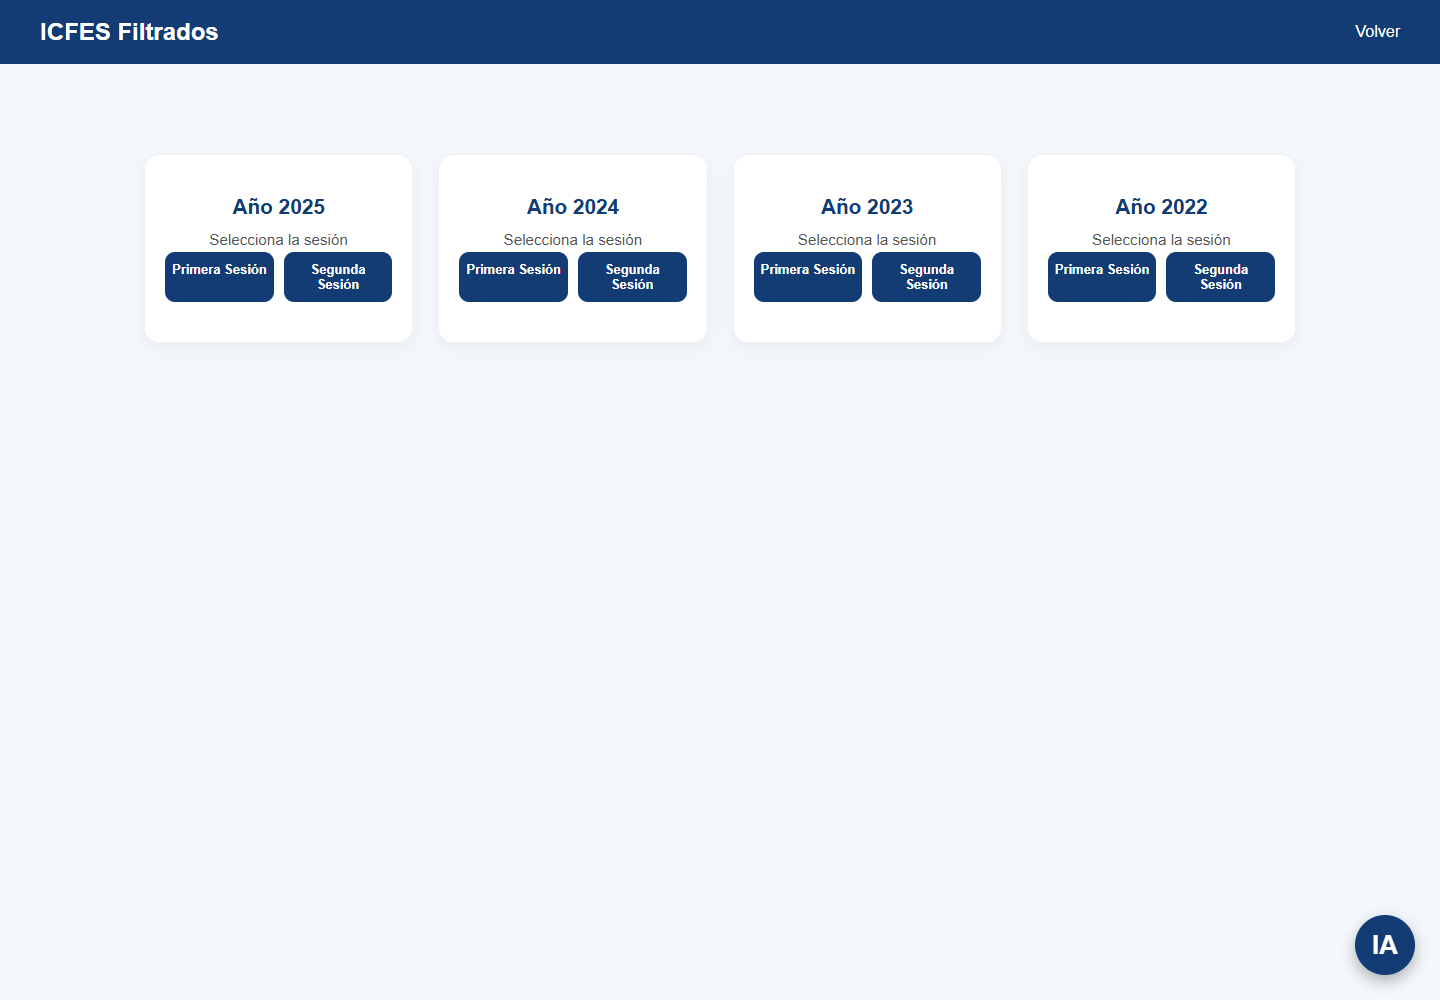 ICFES Filtrados
Volver
Año 2025
Selecciona la sesión
Primera Sesión
Segunda
Sesión
Año 2024
Selecciona la sesión
Primera Sesión
Segunda
Sesión
Año 2023
Selecciona la sesión
Primera Sesión
Segunda
Sesión
Año 2022
Selecciona la sesión
Primera Sesión
Segunda
Sesión
IA